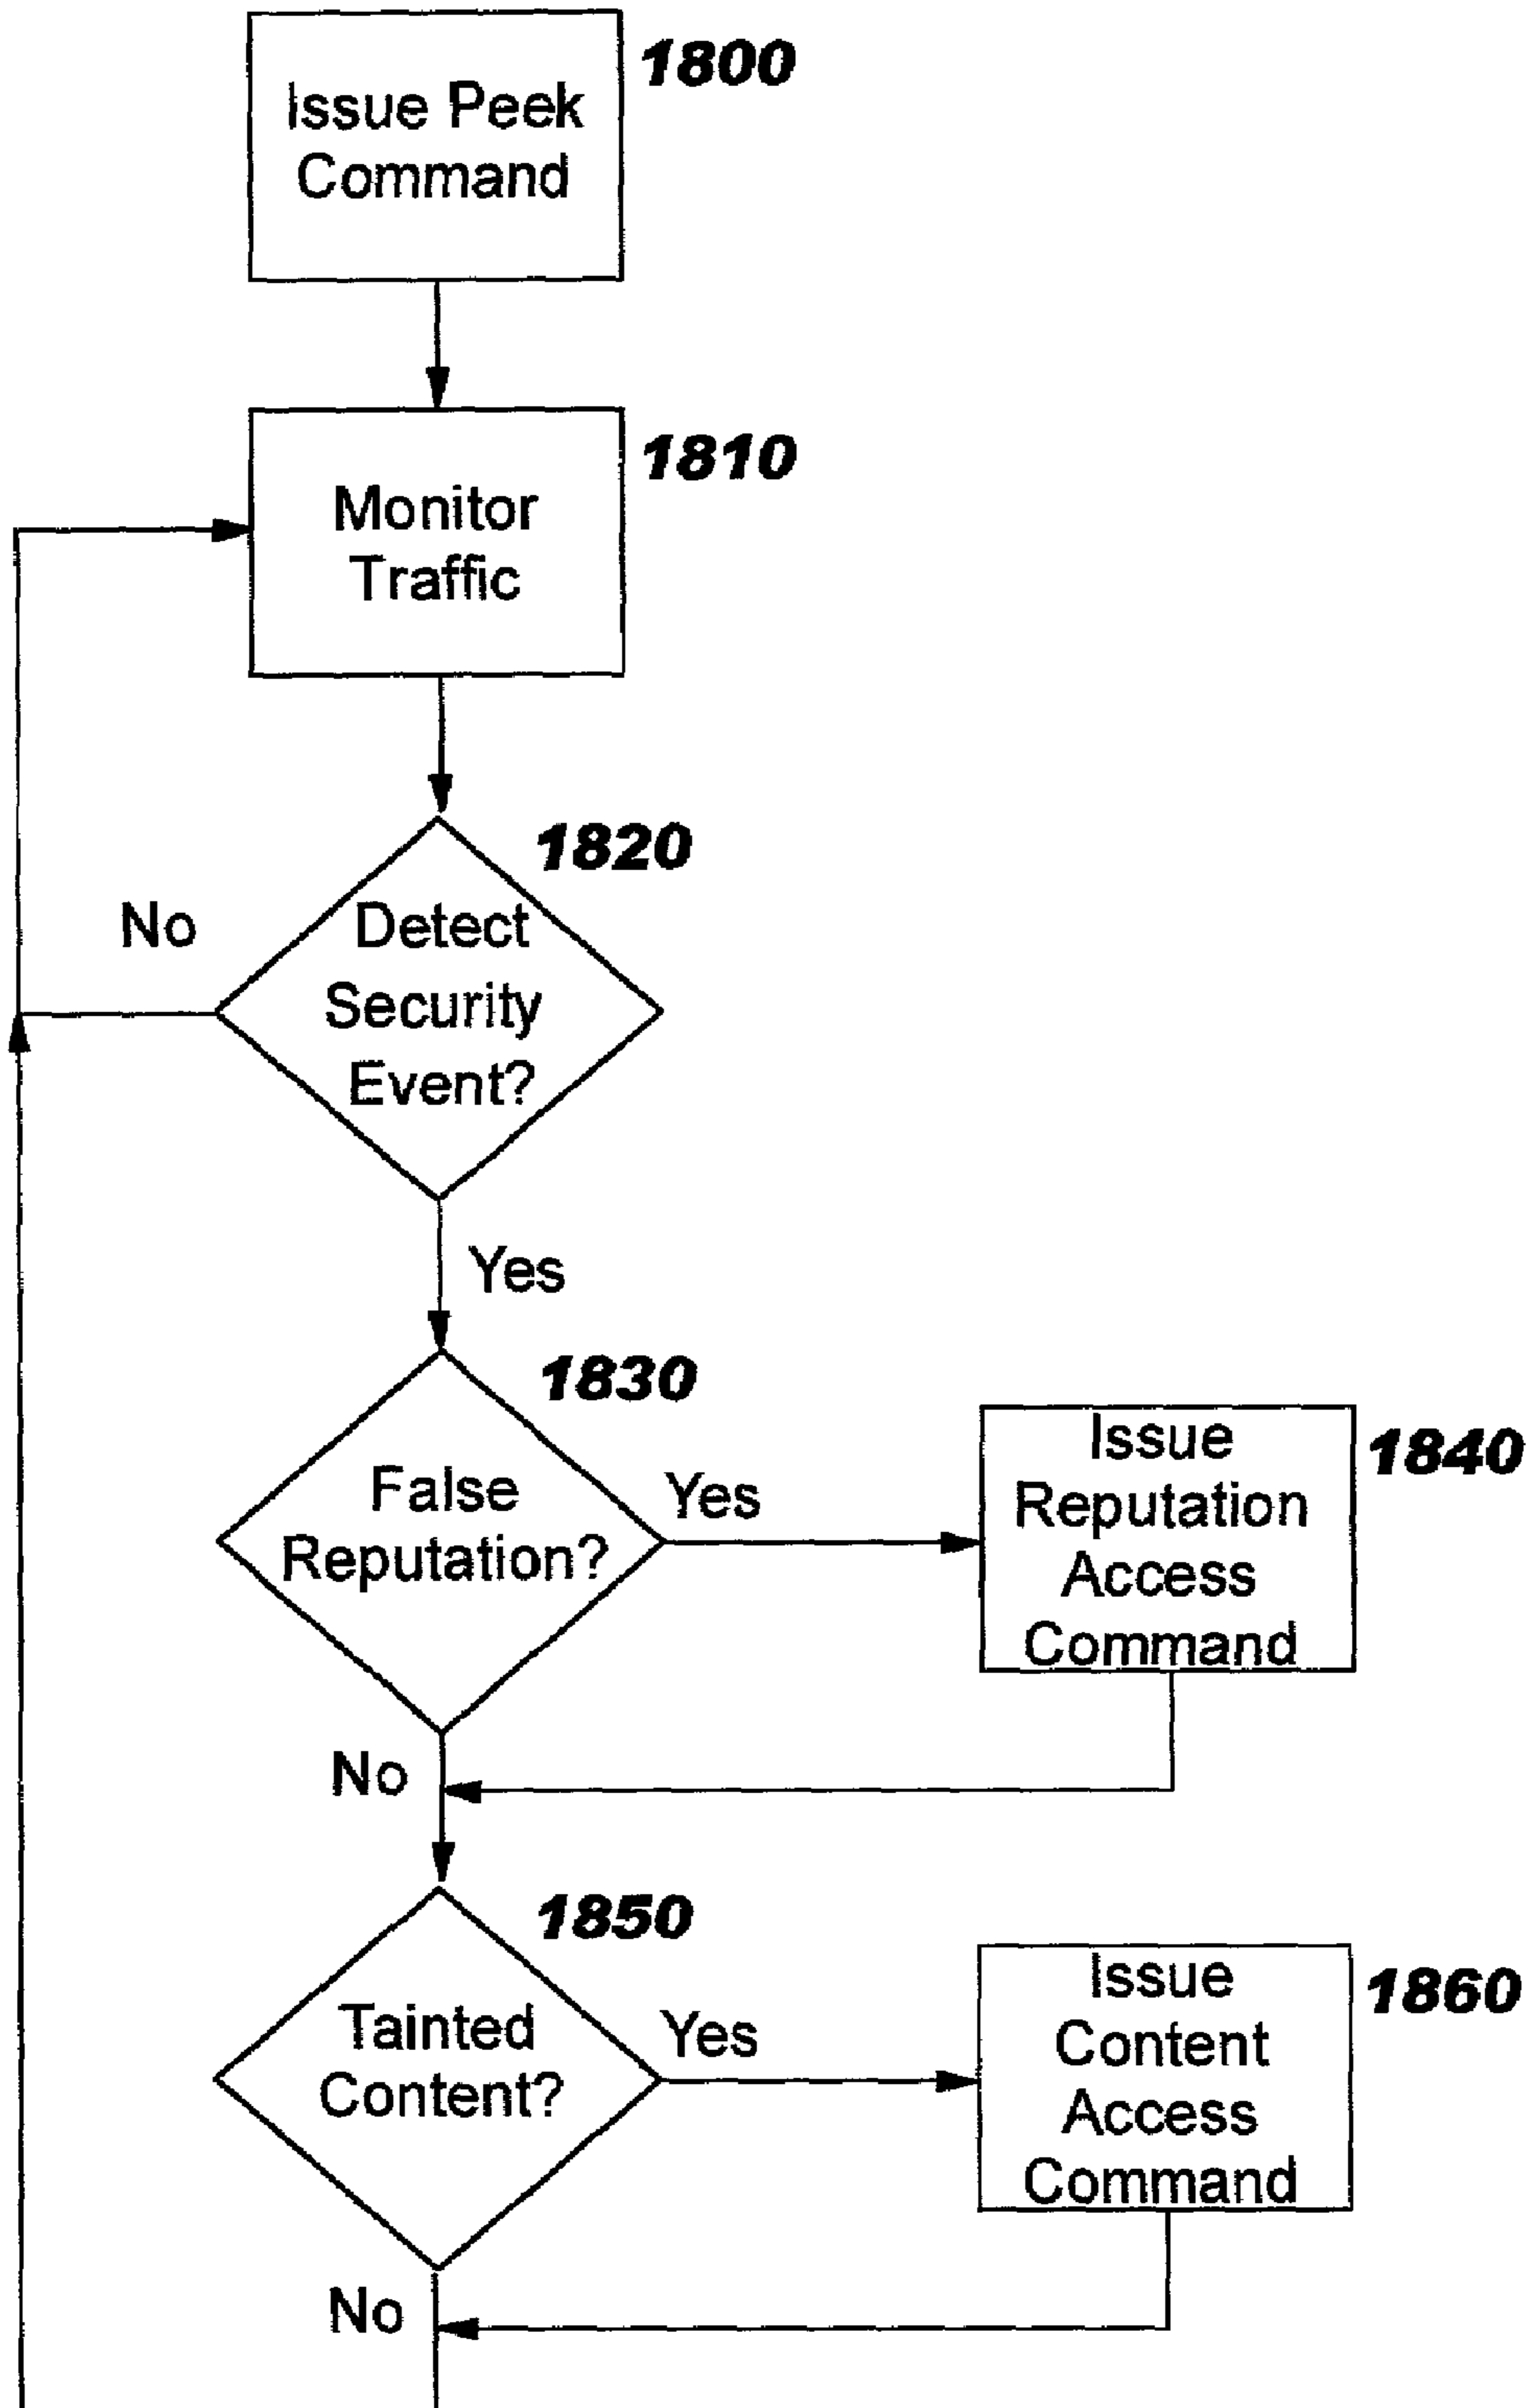 1800
Issue Peek
Command
1810
Monitor
Traffic
1820
No
Detect
Security
Event?
Yes
1830
False
Reputation?
Yes
1840
Issue
Reputation
Access
Command
No
1850
Tainted
Content?
Yes
1860
Issue
Content
Access
Command
No